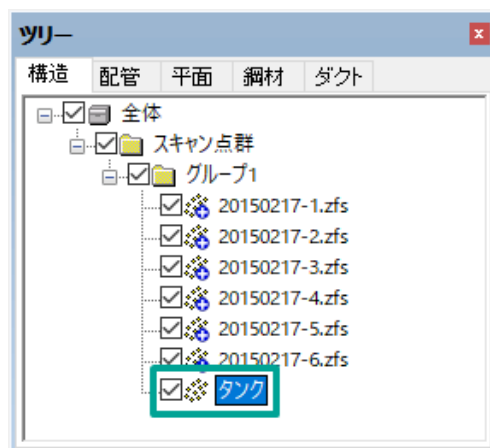 ツリー
構造 配管 平面 鋼材 ダクト
全体
スキャン点群
グループ1
20150217-1.zfs
20150217-2.zfs
20150217-3.zfs
20150217-4.zfs
20150217-5.zfs
20150217-6.zfs
タンク